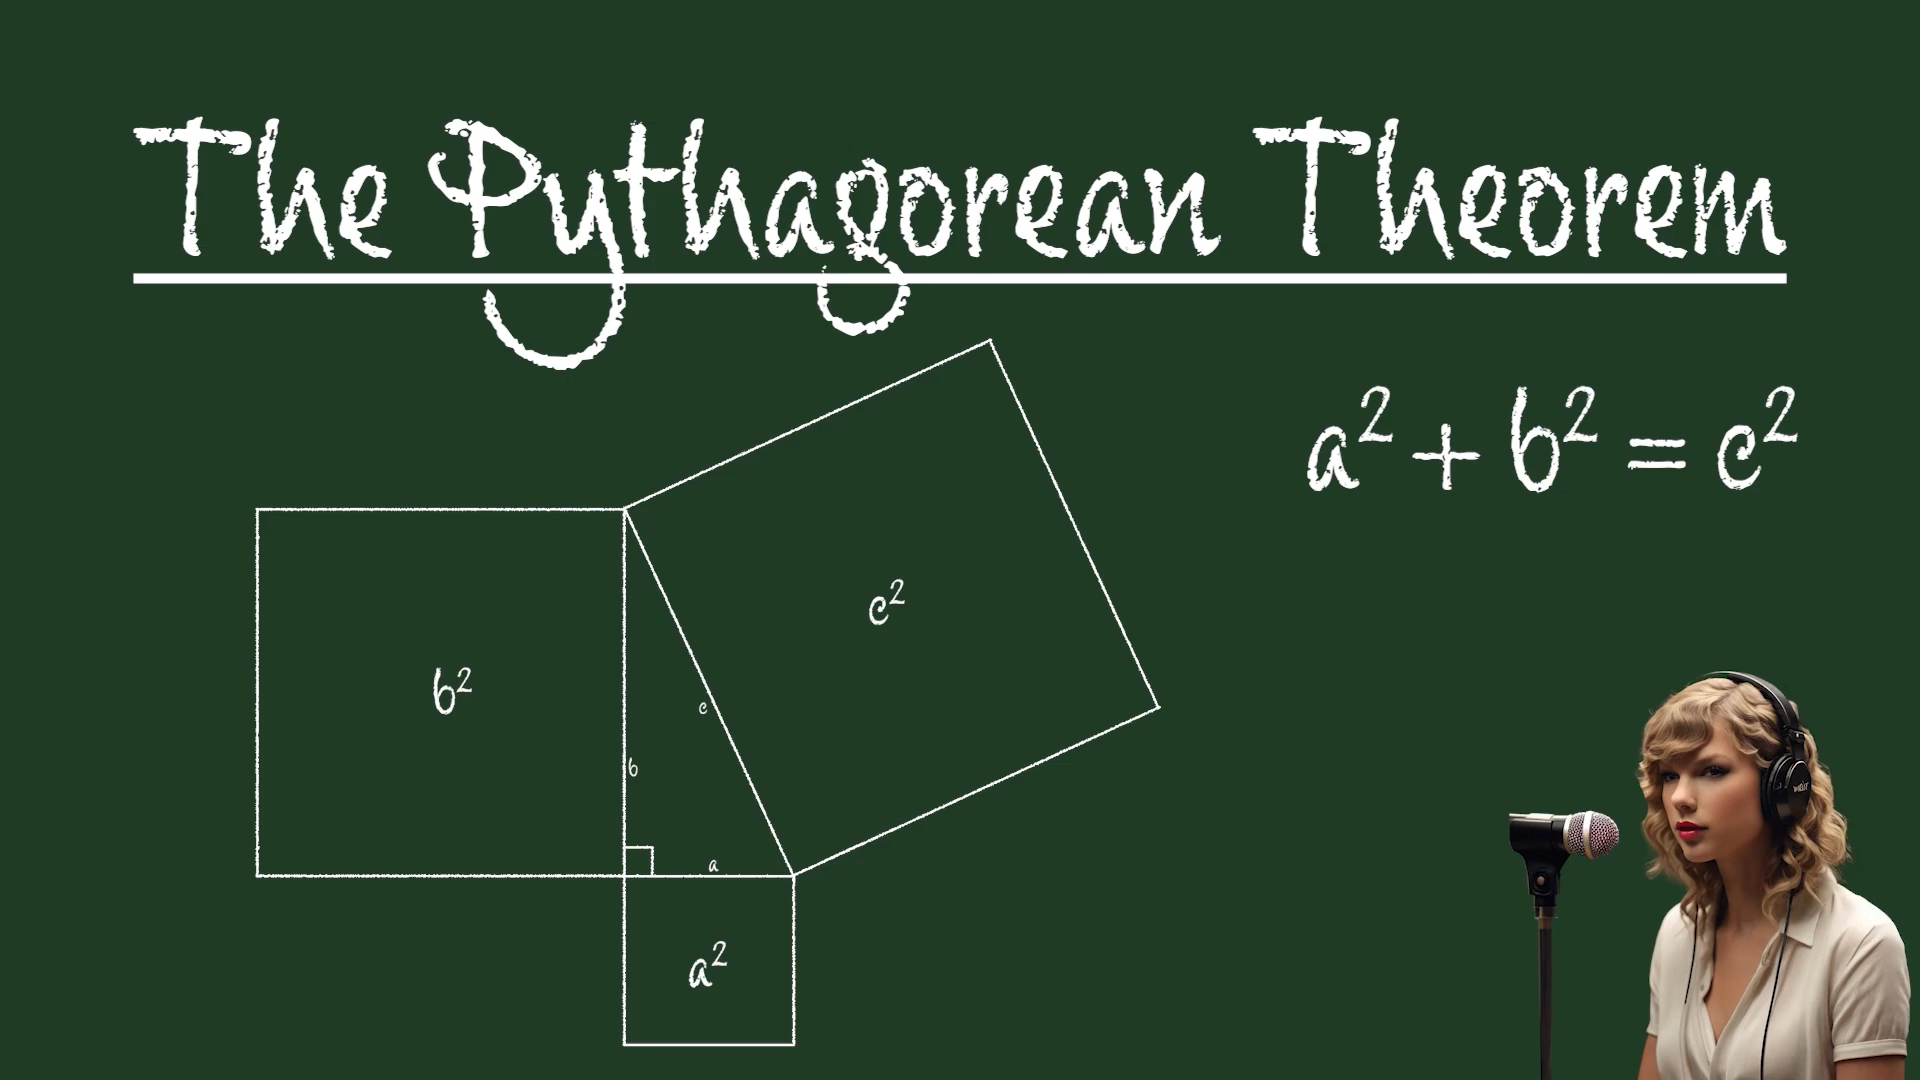 The Pythagorean Theorem
a² + b² = c²
c²
b²
c
b
a
a²